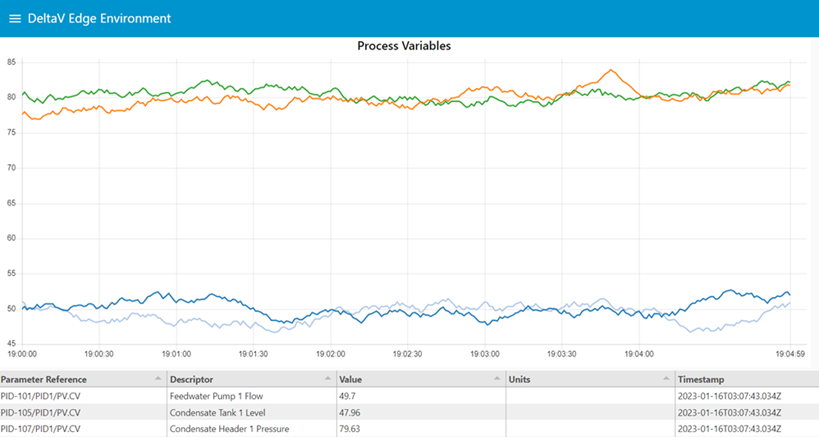 DeltaV Edge Environment
Process Variables
85
80
75
70
65
60
55
50
45
19:00:00 19:00:30 19:01:00 19:01:30 19:02:00 19:02:30 19:03:00 19:03:30 19:04:00 19:04:59
Parameter Reference Descriptor Value Units Timestamp
PID-101/PID1/PV.CV Feedwater Pump 1 Flow 49.7 2023-01-16T03:07:43.034Z
PID-105/PID1/PV.CV Condensate Tank 1 Level 47.96 2023-01-16T03:07:43.034Z
PID-107/PID1/PV.CV Condensate Header 1 Pressure 79.63 2023-01-16T03:07:43.034Z